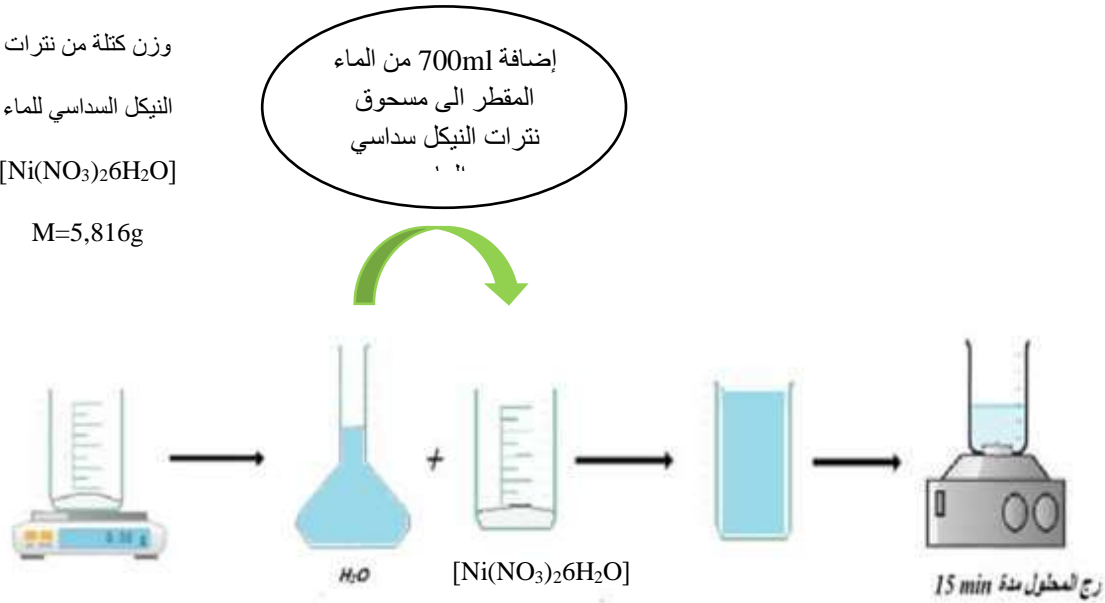 وزن كتلة من نترات
النيكل السداسي للماء
[Ni(NO₃)₂6H₂O]
M=5,816g
إضافة 700ml من الماء
المقطر الى مسحوق
نترات النيكل سداسي
+
H₂O
[Ni(NO₃)₂6H₂O]
رج المحلول مدة 15 min